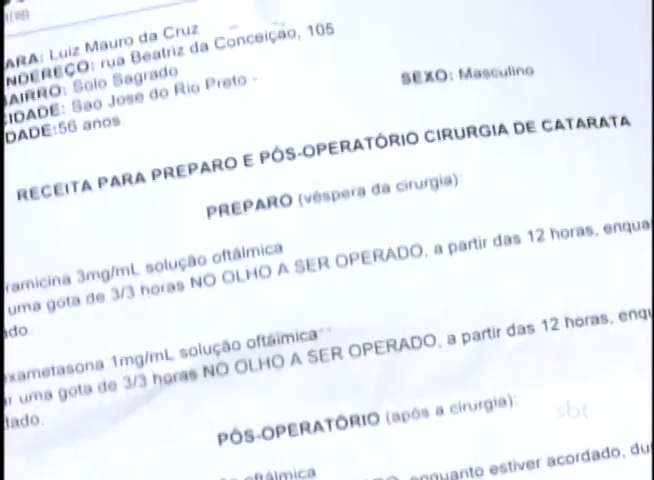 ARA: Luiz Mauro da Cruz
NDEREÇO: rua Beatriz da Conceição, 105
AIRRO: Solo Sagrado
IDADE: Sao Jose do Rio Preto -
DADE:56 anos
SEXO: Masculino
RECEITA PARA PREPARO E PÓS-OPERATÓRIO CIRURGIA DE CATARATA
PREPARO (véspera da cirurgia):
ramicina 3mg/mL solução oftálmica
uma gota de 3/3 horas NO OLHO A SER OPERADO, a partir das 12 horas, enqua
do.
xametasona 1mg/mL solução oftálmica
r uma gota de 3/3 horas NO OLHO A SER OPERADO, a partir das 12 horas, enqu
dado.
PÓS-OPERATÓRIO (após a cirurgia):
sbt
oftálmica
enquanto estiver acordado, du